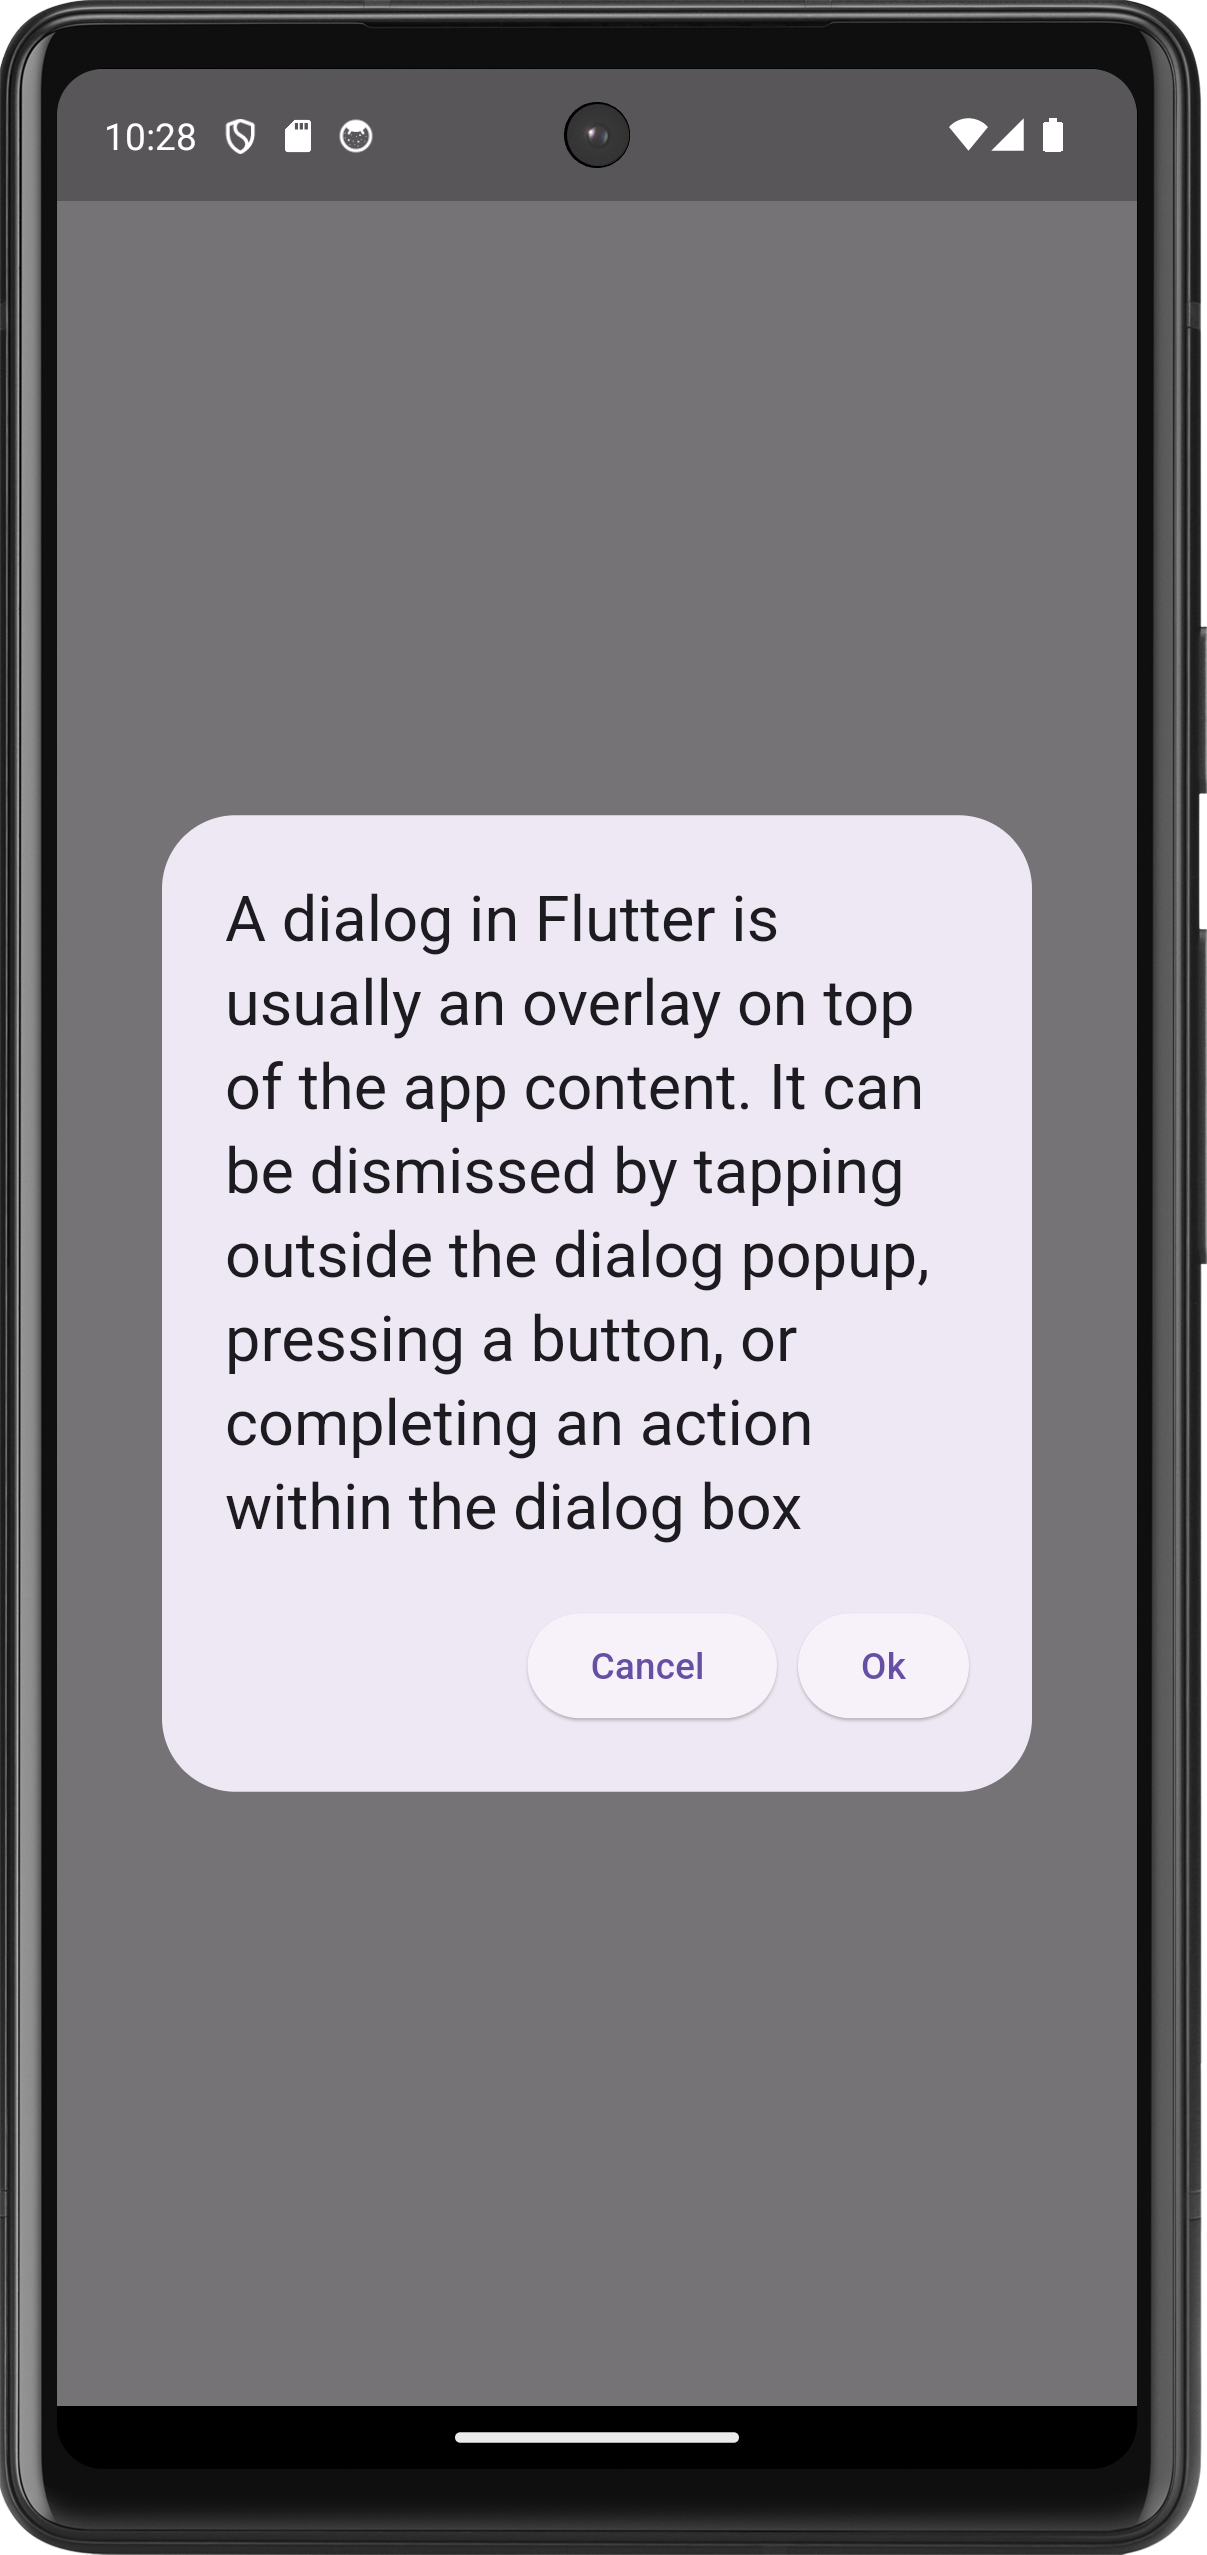 10:28
A dialog in Flutter is
usually an overlay on top
of the app content. It can
be dismissed by tapping
outside the dialog popup,
pressing a button, or
completing an action
within the dialog box
Cancel Ok